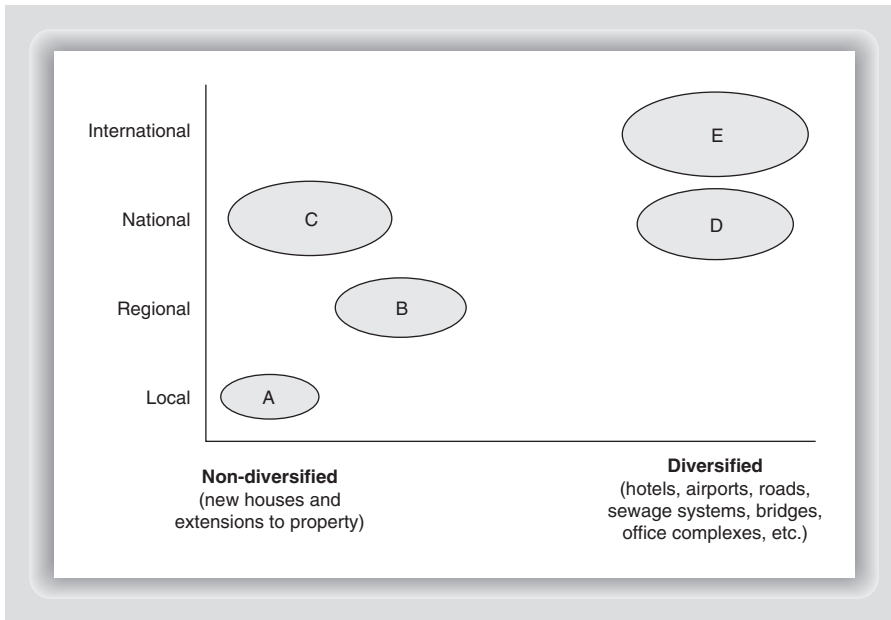 International
E
National
C
D
Regional
B
Local
A
Non-diversified
(new houses and
extensions to property)
Diversified
(hotels, airports, roads,
sewage systems, bridges,
office complexes, etc.)